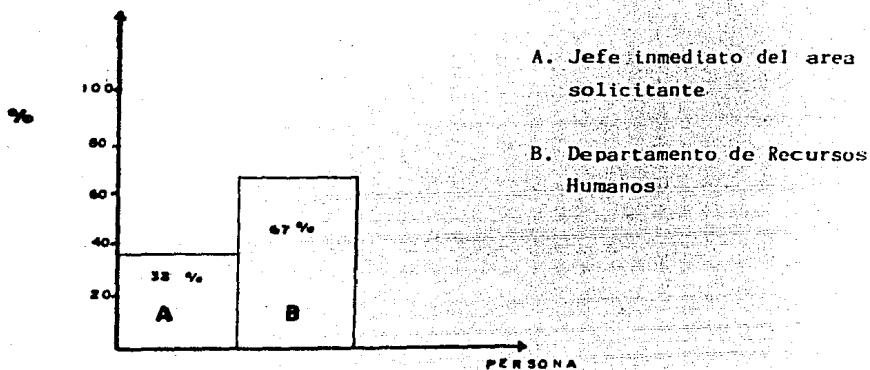 A. Jefe inmediato del area
solicitante
B. Departamento de Recursos
Humanos
%
100
80
60
40
20
33 %
67 %
A
B
PERSONA